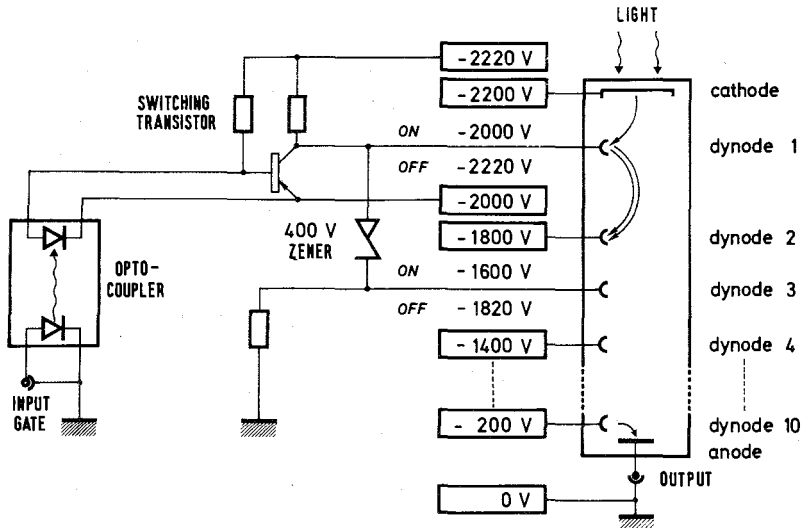 LIGHT
- 2220 V
- 2200 V
cathode
SWITCHING
TRANSISTOR
ON
- 2000 V
dynode 1
OFF
- 2220 V
- 2000 V
400 V
ZENER
- 1800 V
dynode 2
OPTO-
COUPLER
ON
- 1600 V
dynode 3
OFF
- 1820 V
- 1400 V
dynode 4
INPUT
GATE
- 200 V
dynode 10
anode
OUTPUT
0 V